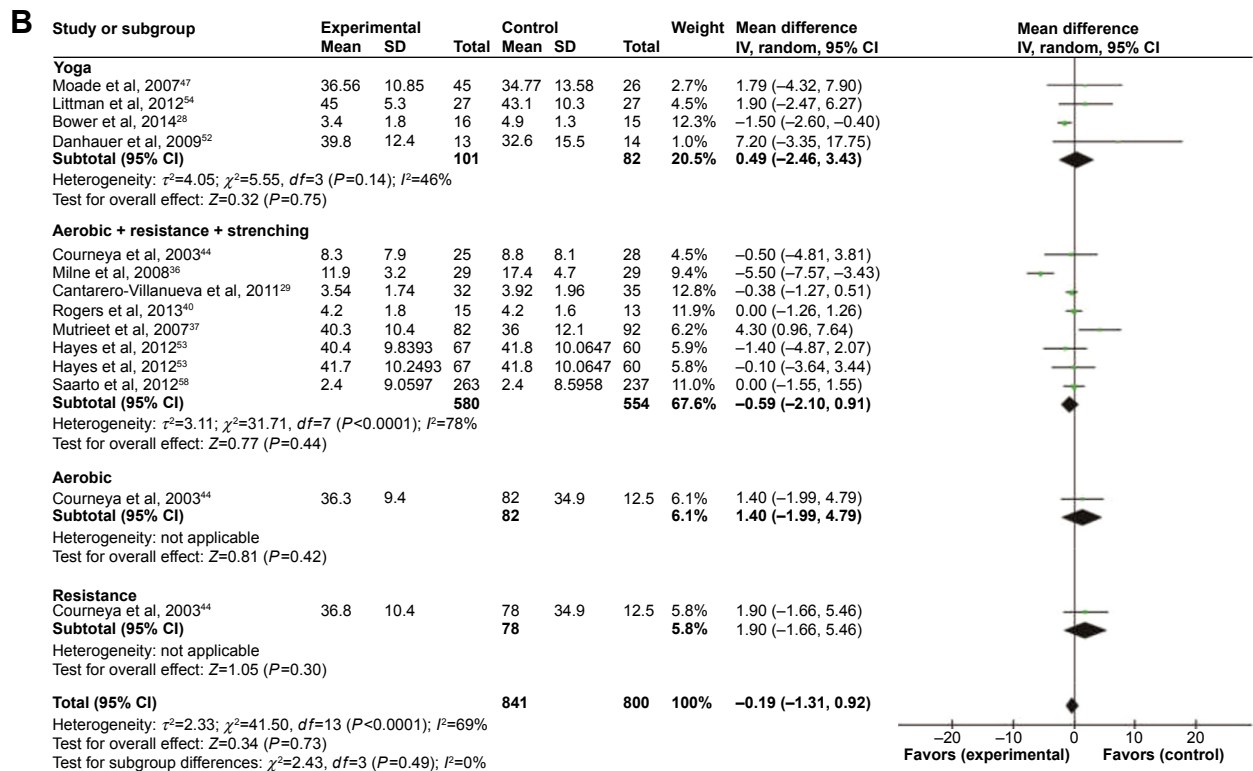 B
Study or subgroup Experimental Control Weight Mean difference Mean difference
Mean SD Total Mean SD Total IV, random, 95% CI IV, random, 95% CI
Yoga
Moade et al, 2007⁴⁷ 36.56 10.85 45 34.77 13.58 26 2.7% 1.79 (–4.32, 7.90)
Littman et al, 2012⁵⁴ 45 5.3 27 43.1 10.3 27 4.5% 1.90 (–2.47, 6.27)
Bower et al, 2014²⁸ 3.4 1.8 16 4.9 1.3 15 12.3% –1.50 (–2.60, –0.40)
Danhauer et al, 2009⁵² 39.8 12.4 13 32.6 15.5 14 1.0% 7.20 (–3.35, 17.75)
Subtotal (95% CI) 101 82 20.5% 0.49 (–2.46, 3.43)
Heterogeneity: τ²=4.05; χ²=5.55, df=3 (P=0.14); I²=46%
Test for overall effect: Z=0.32 (P=0.75)
Aerobic + resistance + strenching
Courneya et al, 2003⁴⁴ 8.3 7.9 25 8.8 8.1 28 4.5% –0.50 (–4.81, 3.81)
Milne et al, 2008³⁶ 11.9 3.2 29 17.4 4.7 29 9.4% –5.50 (–7.57, –3.43)
Cantarero-Villanueva et al, 2011²⁹ 3.54 1.74 32 3.92 1.96 35 12.8% –0.38 (–1.27, 0.51)
Rogers et al, 2013⁴⁰ 4.2 1.8 15 4.2 1.6 13 11.9% 0.00 (–1.26, 1.26)
Mutrieet et al, 2007³⁷ 40.3 10.4 82 36 12.1 92 6.2% 4.30 (0.96, 7.64)
Hayes et al, 2012⁵³ 40.4 9.8393 67 41.8 10.0647 60 5.9% –1.40 (–4.87, 2.07)
Hayes et al, 2012⁵³ 41.7 10.2493 67 41.8 10.0647 60 5.8% –0.10 (–3.64, 3.44)
Saarto et al, 2012⁵⁸ 2.4 9.0597 263 2.4 8.5958 237 11.0% 0.00 (–1.55, 1.55)
Subtotal (95% CI) 580 554 67.6% –0.59 (–2.10, 0.91)
Heterogeneity: τ²=3.11; χ²=31.71, df=7 (P<0.0001); I²=78%
Test for overall effect: Z=0.77 (P=0.44)
Aerobic
Courneya et al, 2003⁴⁴ 36.3 9.4 82 34.9 12.5 6.1% 1.40 (–1.99, 4.79)
Subtotal (95% CI) 82 6.1% 1.40 (–1.99, 4.79)
Heterogeneity: not applicable
Test for overall effect: Z=0.81 (P=0.42)
Resistance
Courneya et al, 2003⁴⁴ 36.8 10.4 78 34.9 12.5 5.8% 1.90 (–1.66, 5.46)
Subtotal (95% CI) 78 5.8% 1.90 (–1.66, 5.46)
Heterogeneity: not applicable
Test for overall effect: Z=1.05 (P=0.30)
Total (95% CI) 841 800 100% –0.19 (–1.31, 0.92)
Heterogeneity: τ²=2.33; χ²=41.50, df=13 (P<0.0001); I²=69%
Test for overall effect: Z=0.34 (P=0.73)
Test for subgroup differences: χ²=2.43, df=3 (P=0.49); I²=0%
–20 –10 0 10 20
Favors (experimental) Favors (control)